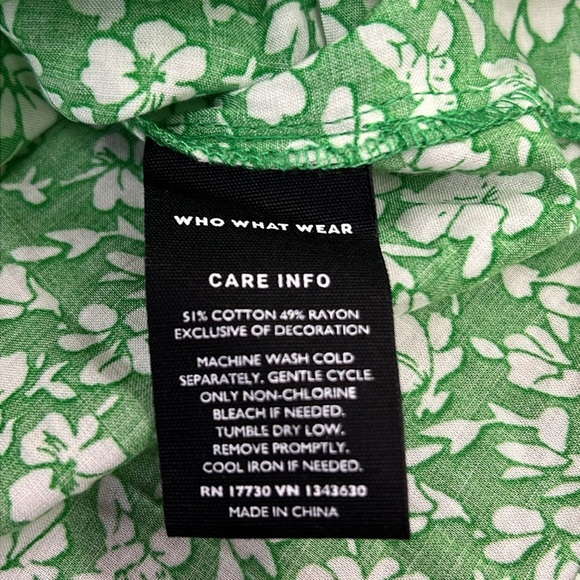 WHO WHAT WEAR
CARE INFO
51% COTTON 49% RAYON
EXCLUSIVE OF DECORATION
MACHINE WASH COLD
SEPARATELY. GENTLE CYCLE
ONLY NON-CHLORINE
BLEACH IF NEEDED.
TUMBLE DRY LOW.
REMOVE PROMPTLY.
COOL IRON IF NEEDED.
RN 17730 VN 1343630
MADE IN CHINA